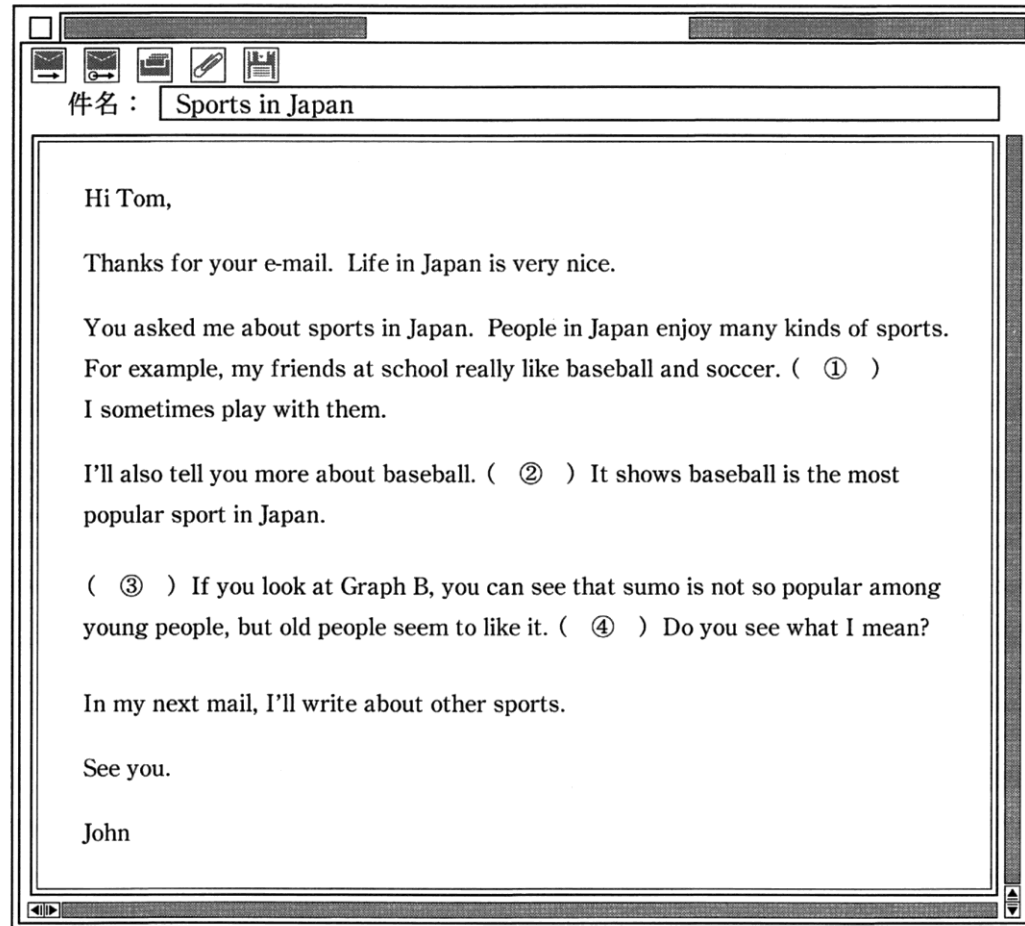 件名： Sports in Japan
Hi Tom,
Thanks for your e-mail. Life in Japan is very nice.
You asked me about sports in Japan. People in Japan enjoy many kinds of sports.
For example, my friends at school really like baseball and soccer. ( ① )
I sometimes play with them.
I'll also tell you more about baseball. ( ② ) It shows baseball is the most
popular sport in Japan.
( ③ ) If you look at Graph B, you can see that sumo is not so popular among
young people, but old people seem to like it. ( ④ ) Do you see what I mean?
In my next mail, I'll write about other sports.
See you.
John